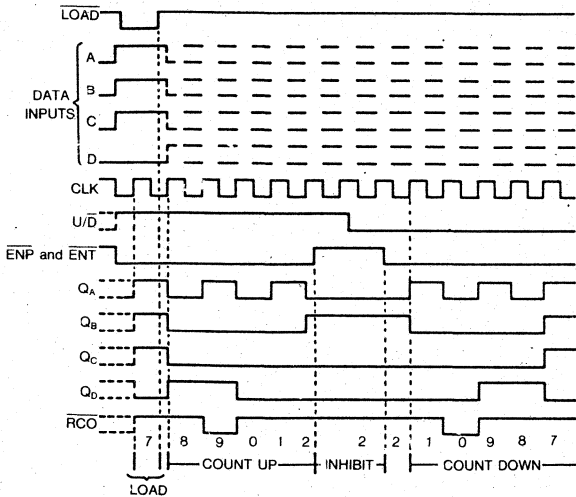 LOAD
A
B
DATA
INPUTS
C
D
CLK
U/D
ENP and ENT
QA
QB
QC
QD
RCO
7 8 9 0 1 2 2 2 1 0 9 8 7
COUNT UP INHIBIT COUNT DOWN
LOAD